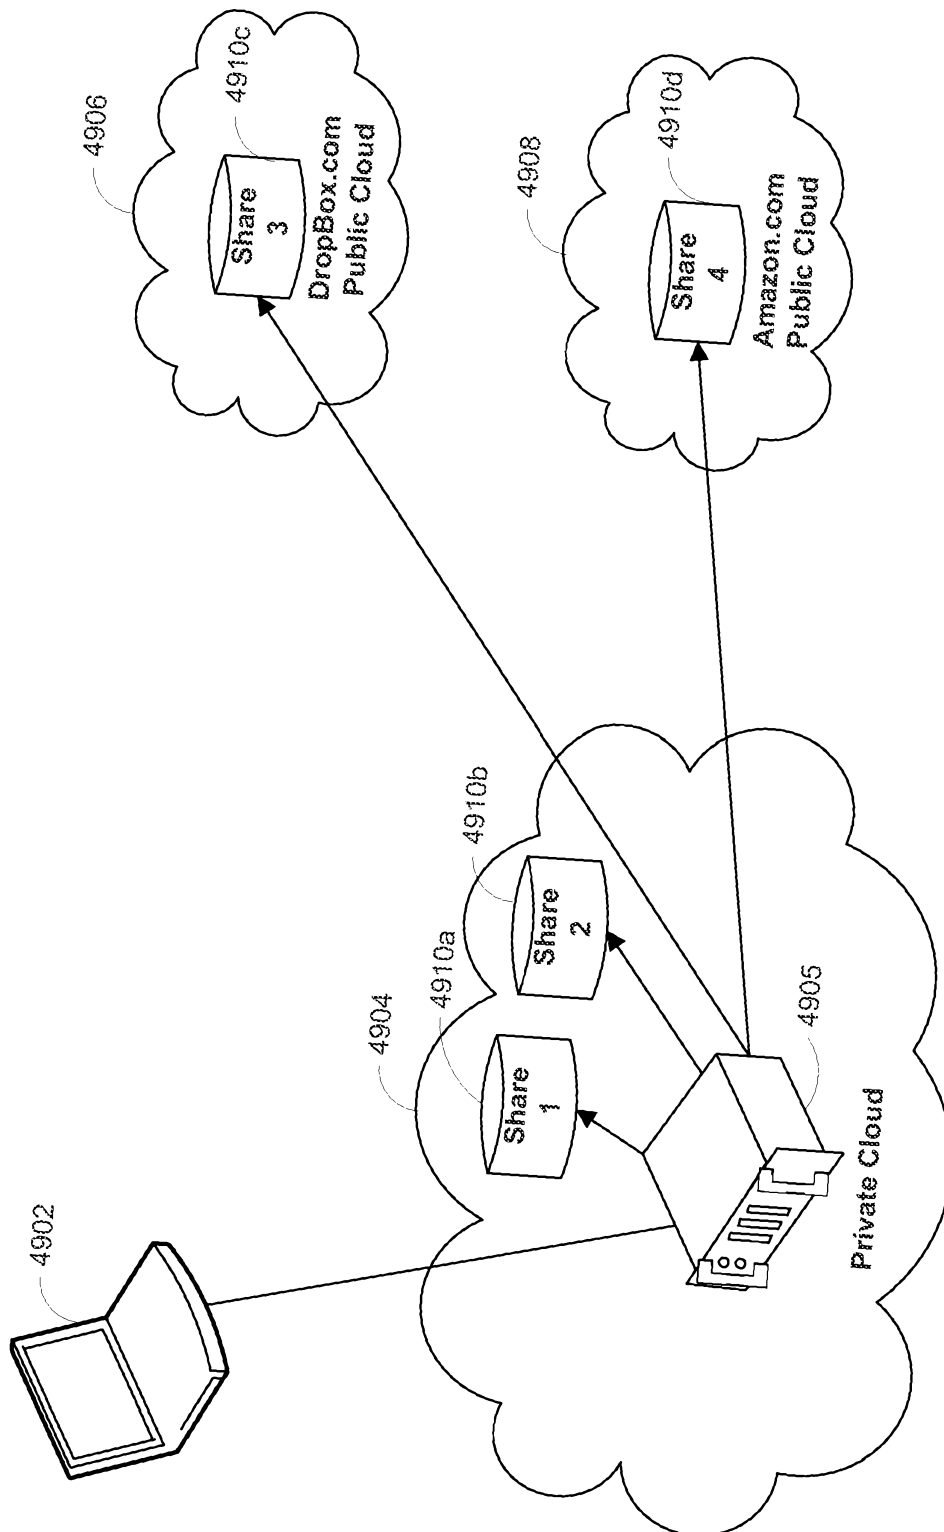 4902
4904
4910a
Share
1
4910b
Share
2
4905
Private Cloud
4906
4910c
Share
3
DropBox.com
Public Cloud
4908
4910d
Share
4
Amazon.com
Public Cloud